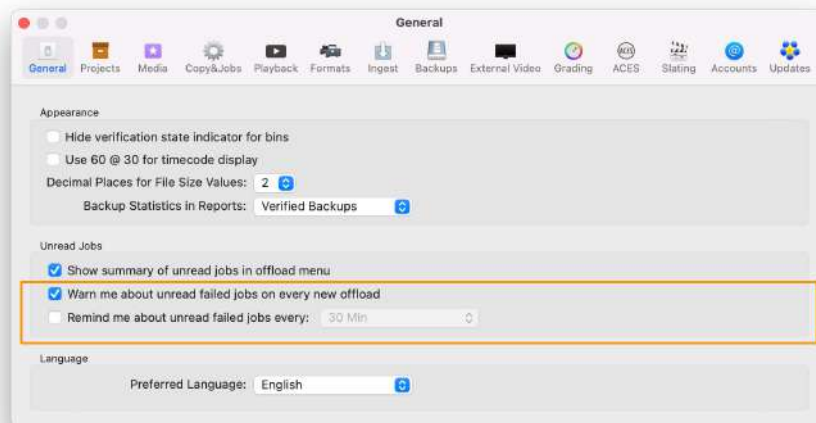 General
General Projects Media Copy&Jobs Playback Formats Ingest Backups External Video Grading ACES Slating Accounts Updates
Appearance
Hide verification state indicator for bins
Use 60 @ 30 for timecode display
Decimal Places for File Size Values: 2
Backup Statistics in Reports: Verified Backups
Unread Jobs
Show summary of unread jobs in offload menu
Warn me about unread failed jobs on every new offload
Remind me about unread failed jobs every: 30 Min
Language
Preferred Language: English